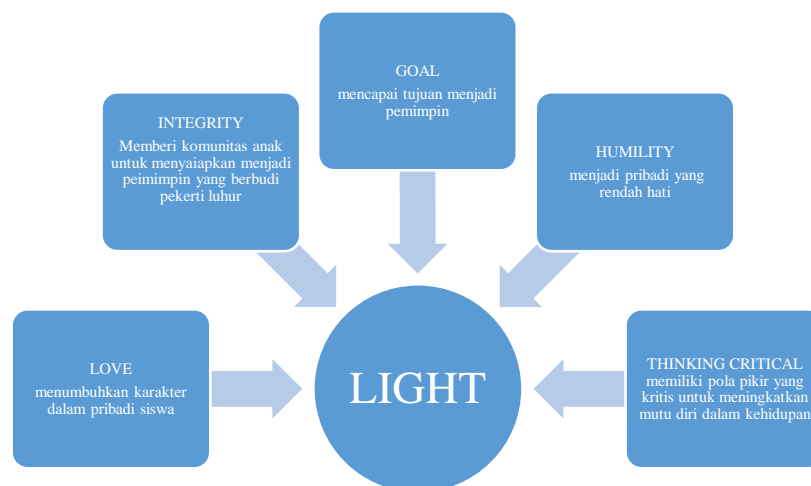 GOAL
mencapai tujuan menjadi
pemimpin
INTEGRITY
Memberi komunitas anak
untuk menyaiapkan menjadi
peimimpin yang berbudi
pekerti luhur
HUMILITY
menjadi pribadi yang
rendah hati
LOVE
menumbuhkan karakter
dalam pribadi siswa
LIGHT
THINKING CRITICAL
memiliki pola pikir yang
kritis untuk meningkatkan
mutu diri dalam kehidupan